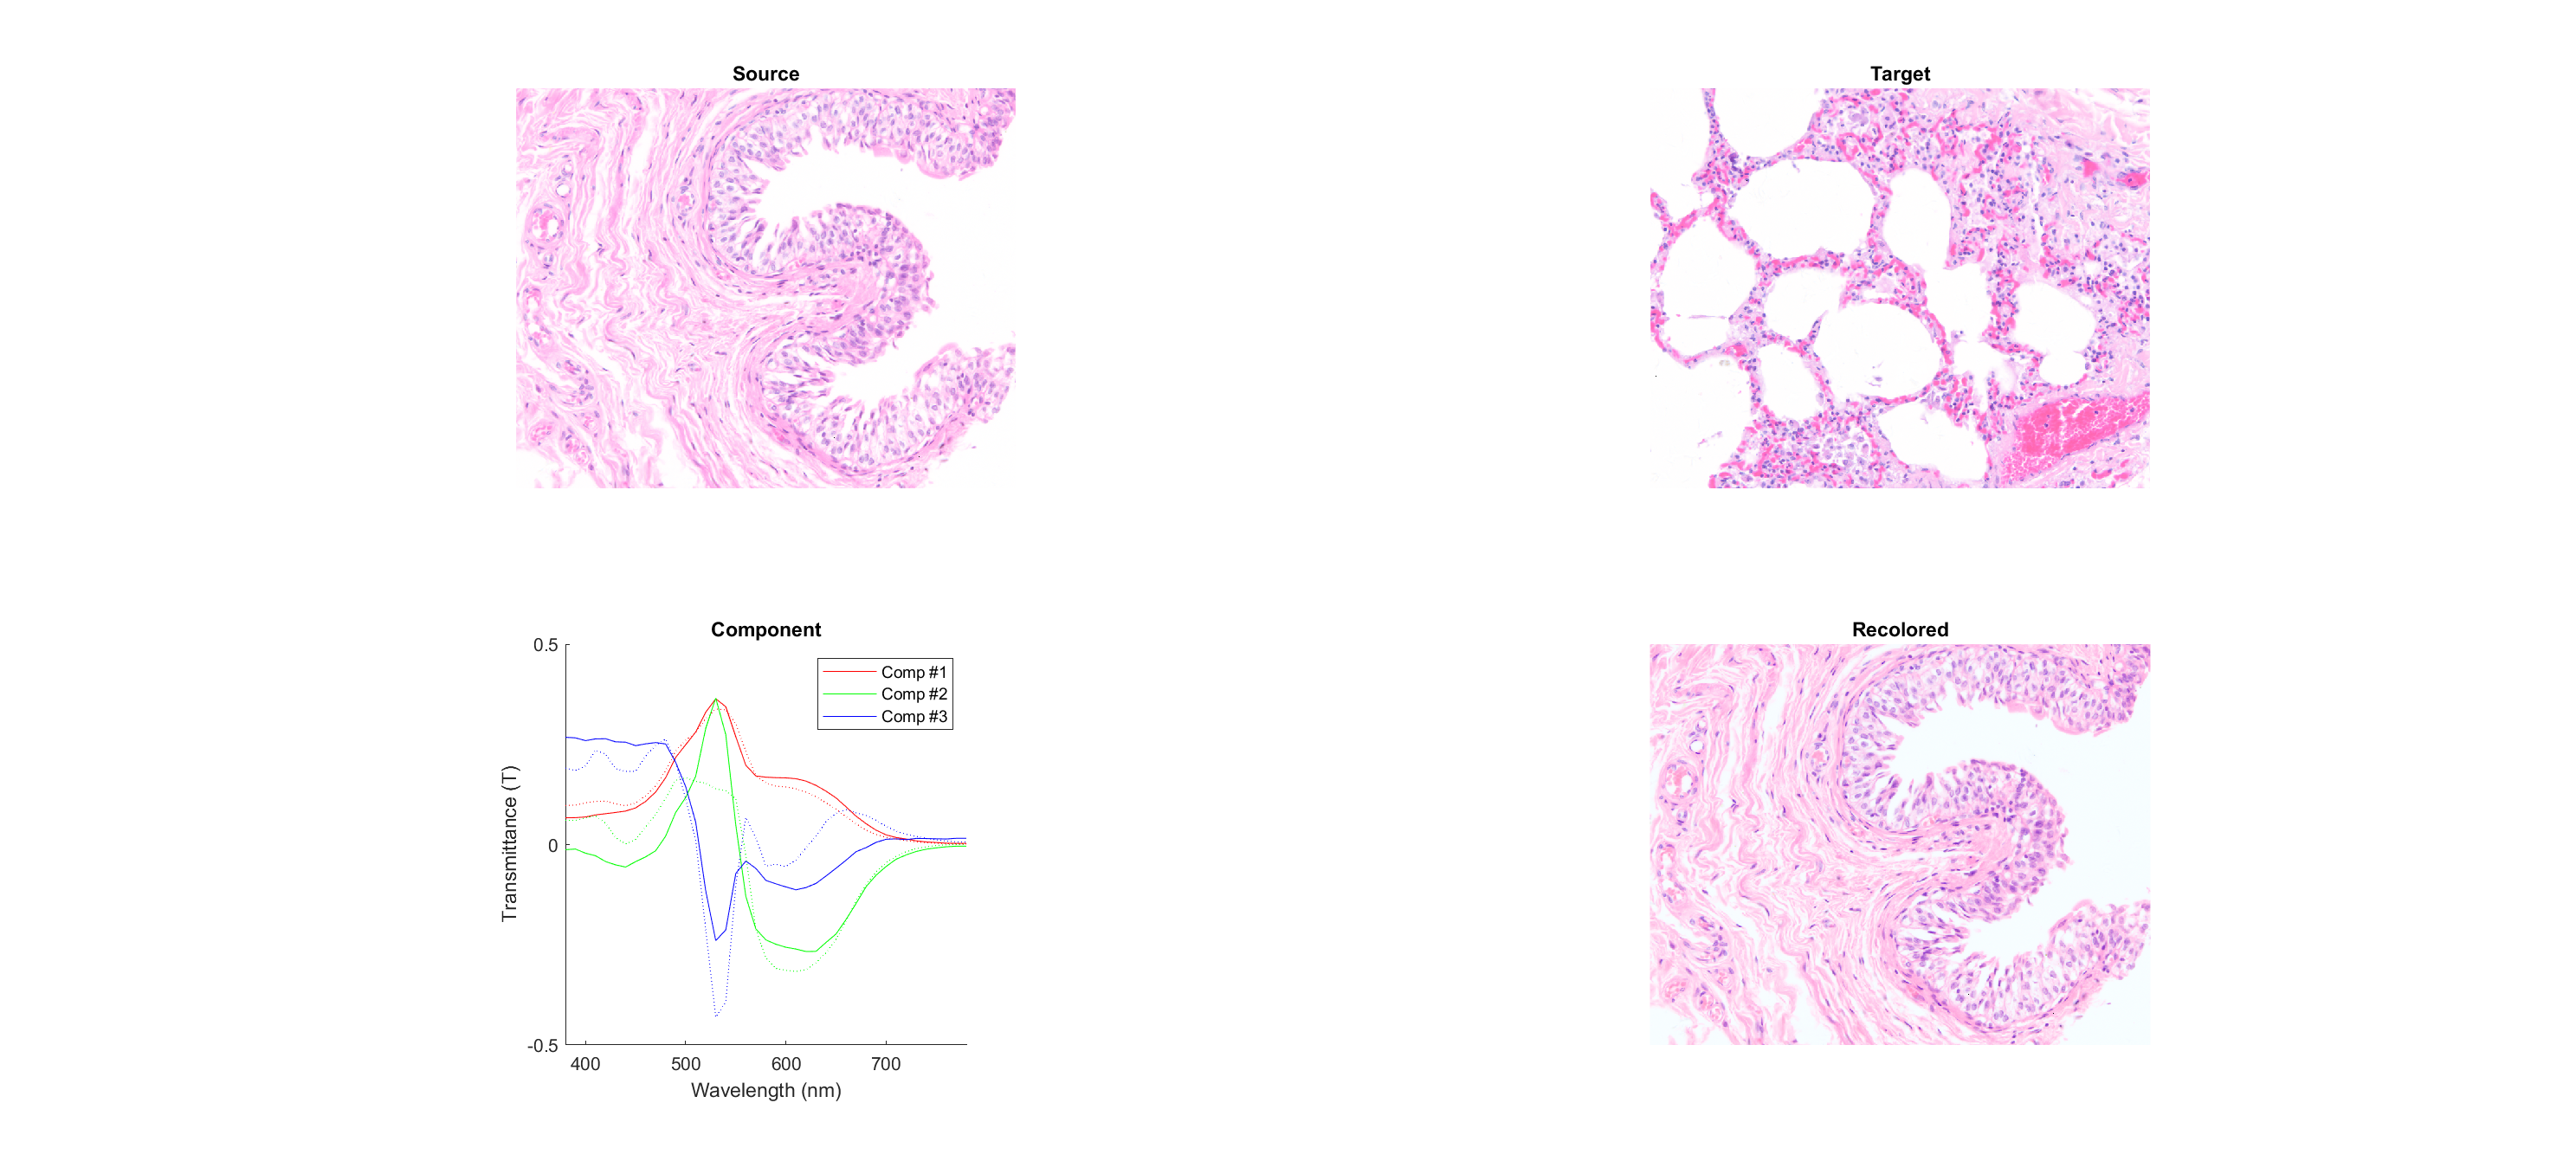 Source
Target
Component
0.5
0
-0.5
Transmittance (T)
Comp #1
Comp #2
Comp #3
400 500 600 700
Wavelength (nm)
Recolored